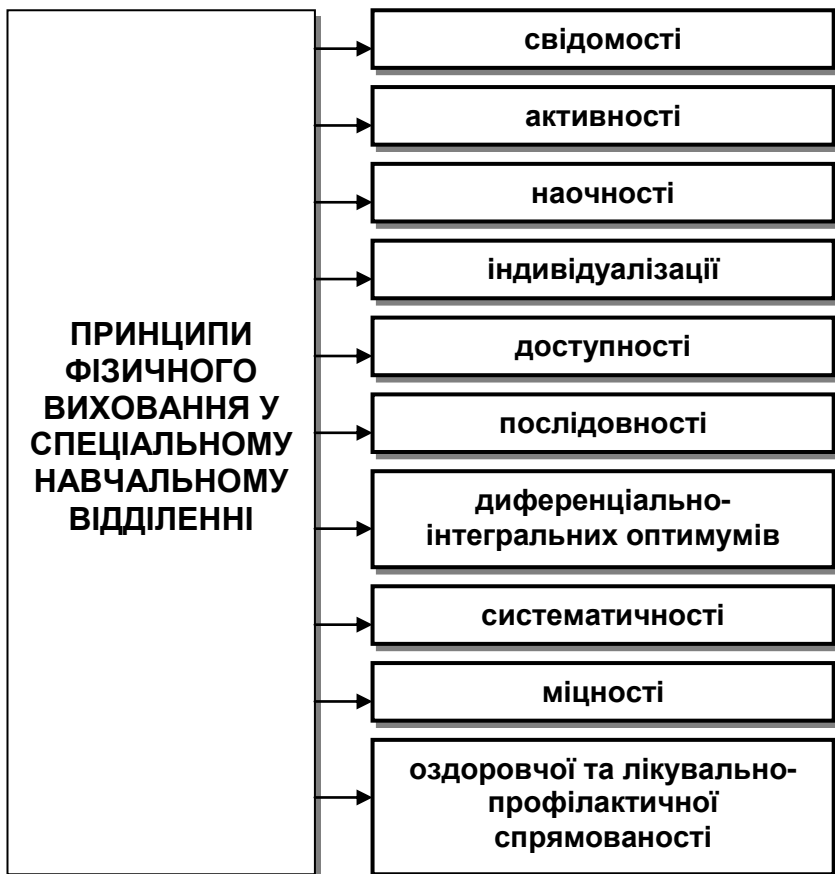 ПРИНЦИПИ
ФІЗИЧНОГО
ВИХОВАННЯ У
СПЕЦІАЛЬНОМУ
НАВЧАЛЬНОМУ
ВІДДІЛЕННІ
свідомості
активності
наочності
індивідуалізації
доступності
послідовності
диференціально-
інтегральних оптимумів
систематичності
міцності
оздоровчої та лікувально-
профілактичної
спрямованості